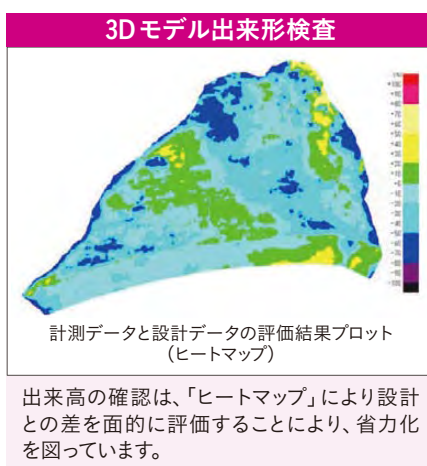 3Dモデル出来形検査
計測データと設計データの評価結果プロット
（ヒートマップ）
出来高の確認は、「ヒートマップ」により設計
との差を面的に評価することにより、省力化
を図っています。